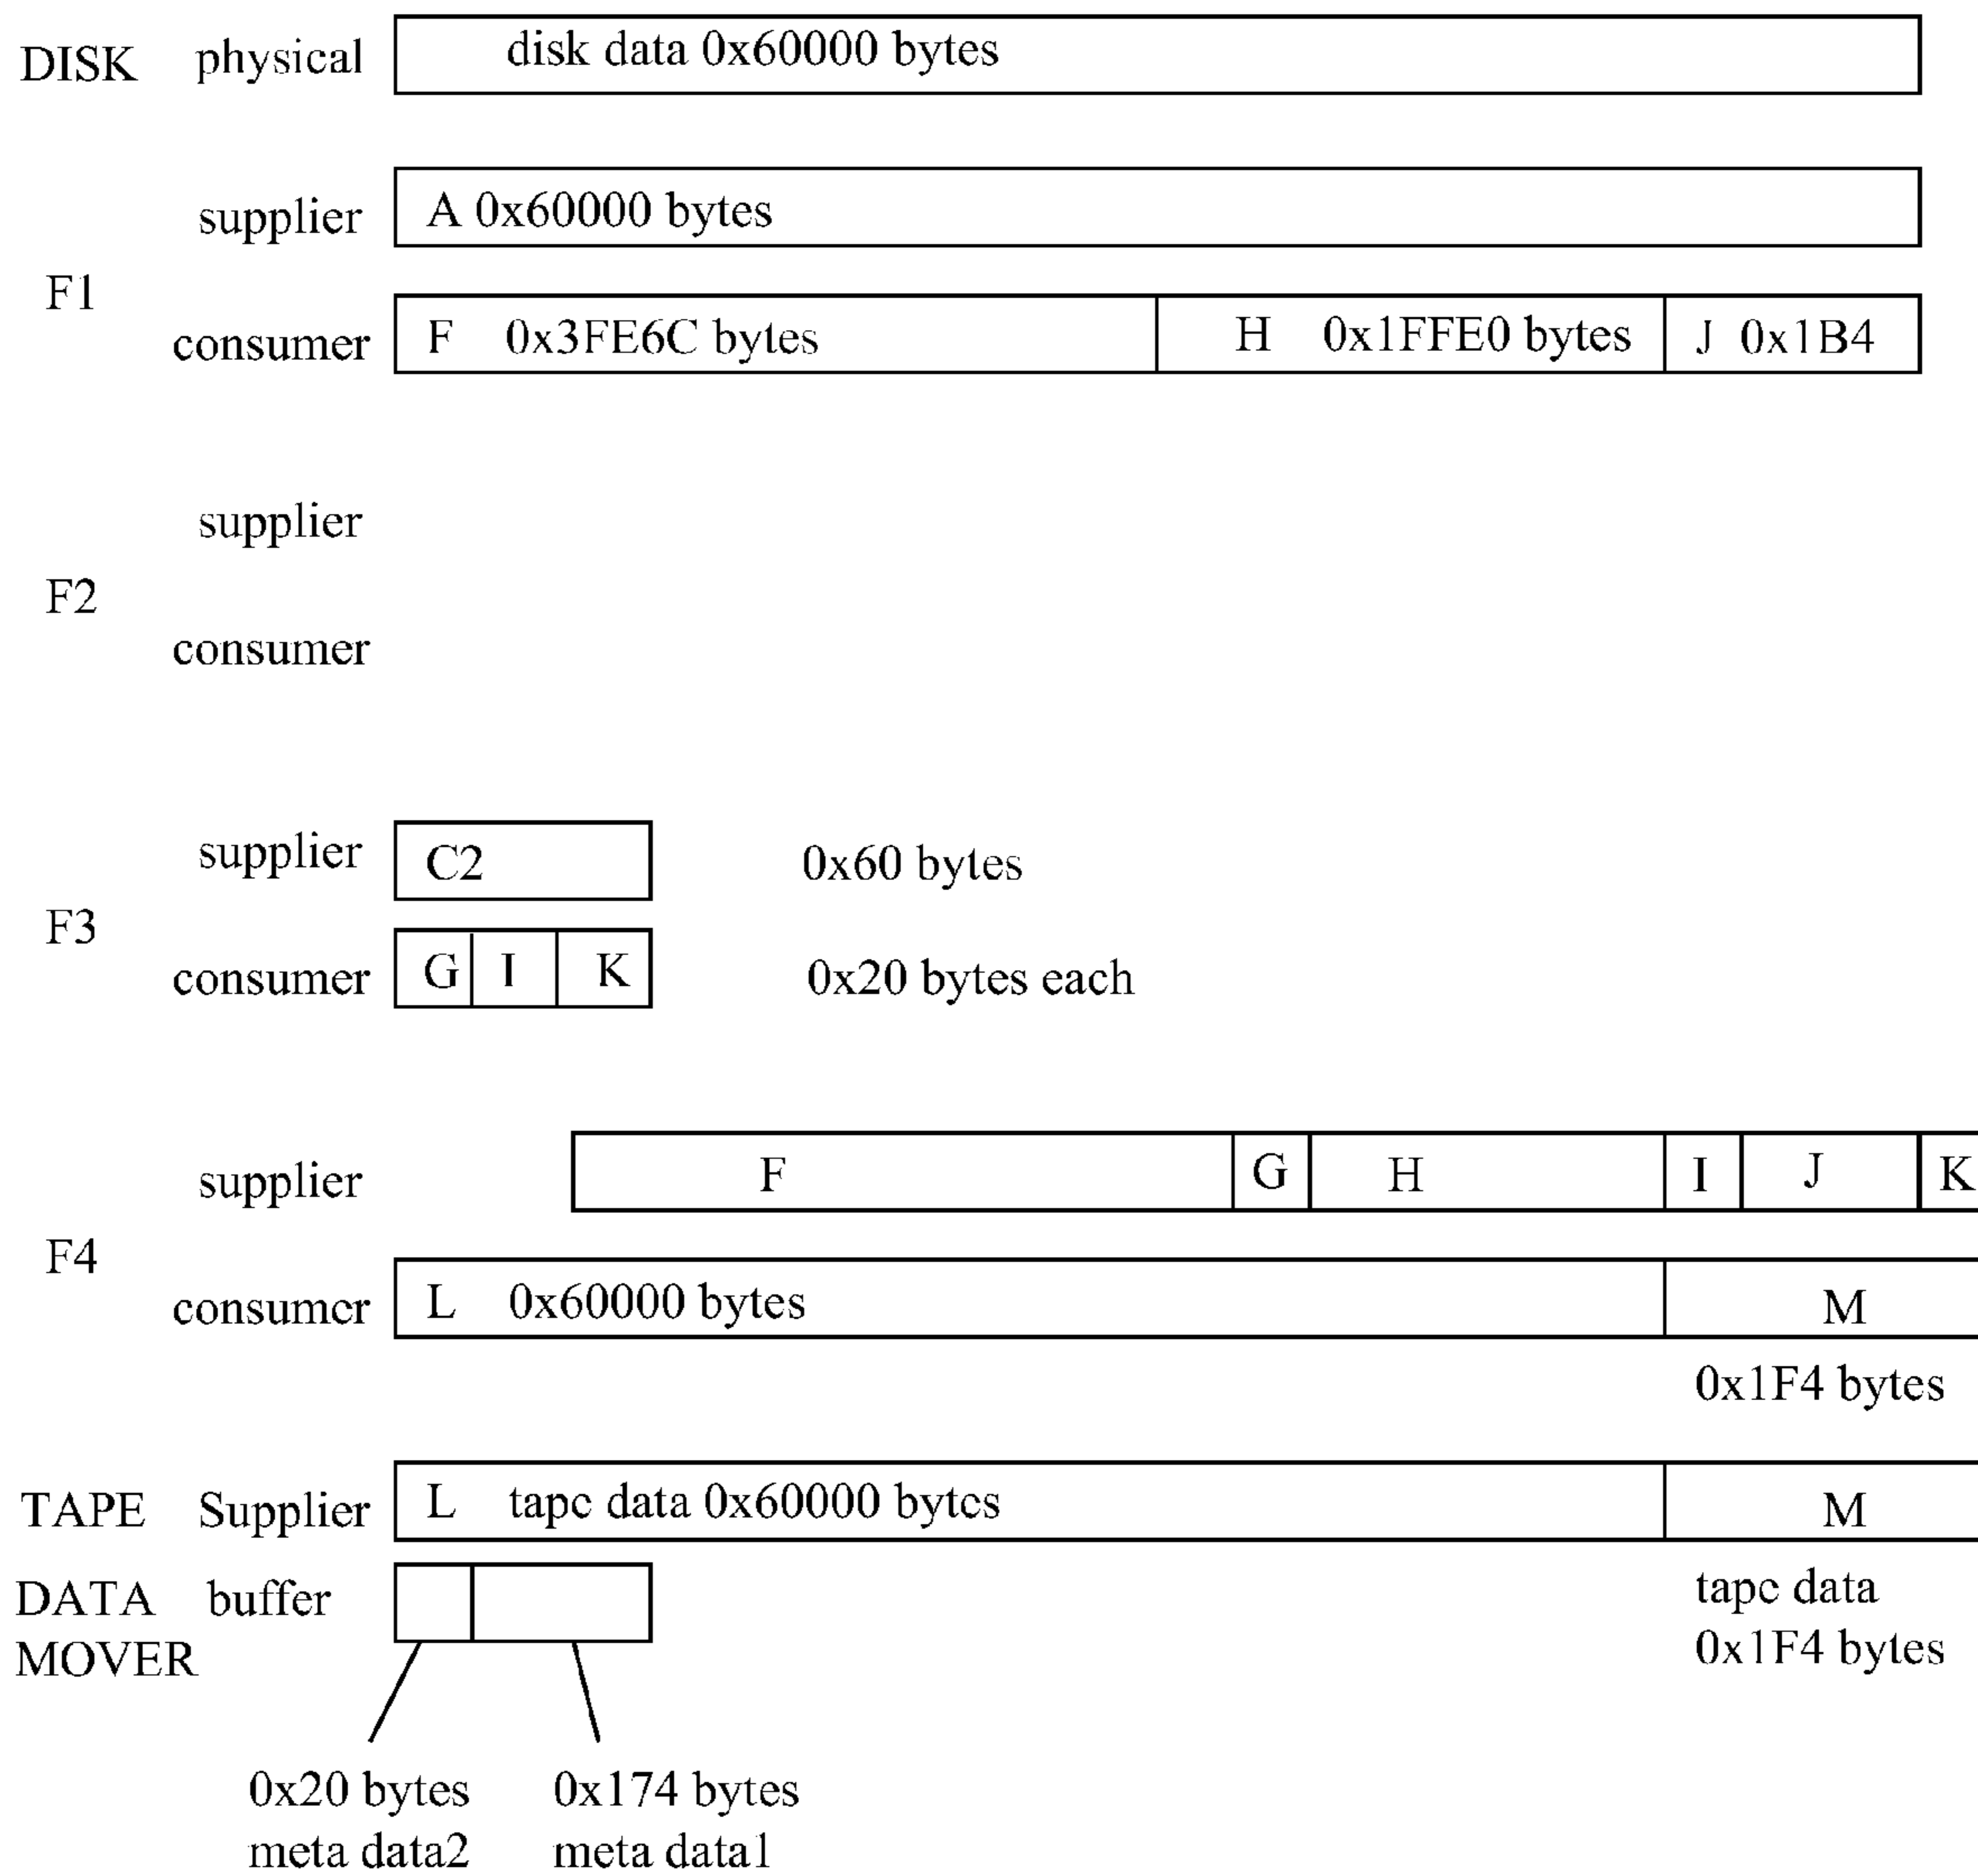 DISK physical disk data 0x60000 bytes
supplier A 0x60000 bytes
F1
consumer F 0x3FE6C bytes H 0x1FFE0 bytes J 0x1B4
supplier
F2
consumer
supplier C2 0x60 bytes
F3
consumer G I K 0x20 bytes each
supplier F G H I J K
F4
consumer L 0x60000 bytes M
0x1F4 bytes
TAPE Supplier L tape data 0x60000 bytes M
DATA buffer tape data
MOVER 0x1F4 bytes
0x20 bytes 0x174 bytes
meta data2 meta data1